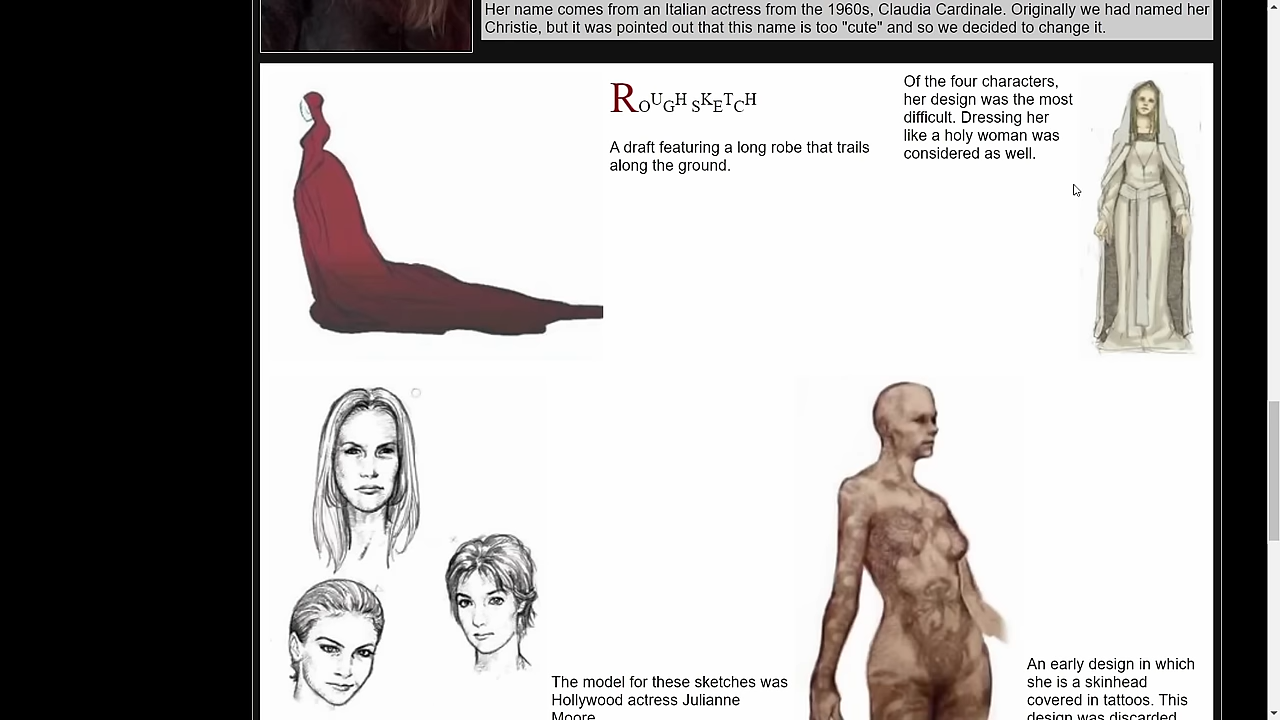 Her name comes from an Italian actress from the 1960s, Claudia Cardinale. Originally we had named her
Christie, but it was pointed out that this name is too "cute" and so we decided to change it.
ROUGH SKETCH
A draft featuring a long robe that trails
along the ground.
Of the four characters,
her design was the most
difficult. Dressing her
like a holy woman was
considered as well.
The model for these sketches was
Hollywood actress Julianne
Moore
An early design in which
she is a skinhead
covered in tattoos. This
design was discarded